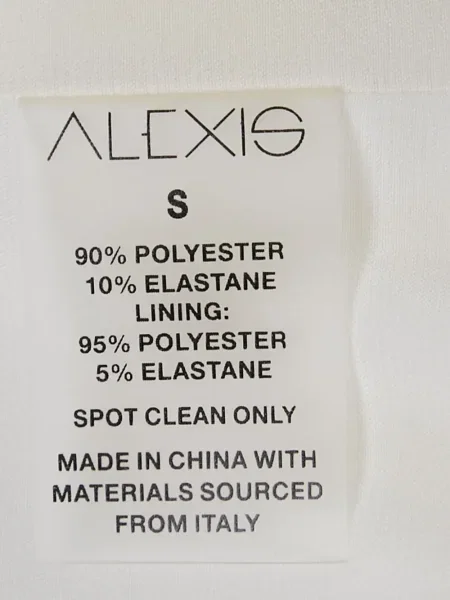 ALEXIS
S
90% POLYESTER
10% ELASTANE
LINING:
95% POLYESTER
5% ELASTANE
SPOT CLEAN ONLY
MADE IN CHINA WITH
MATERIALS SOURCED
FROM ITALY